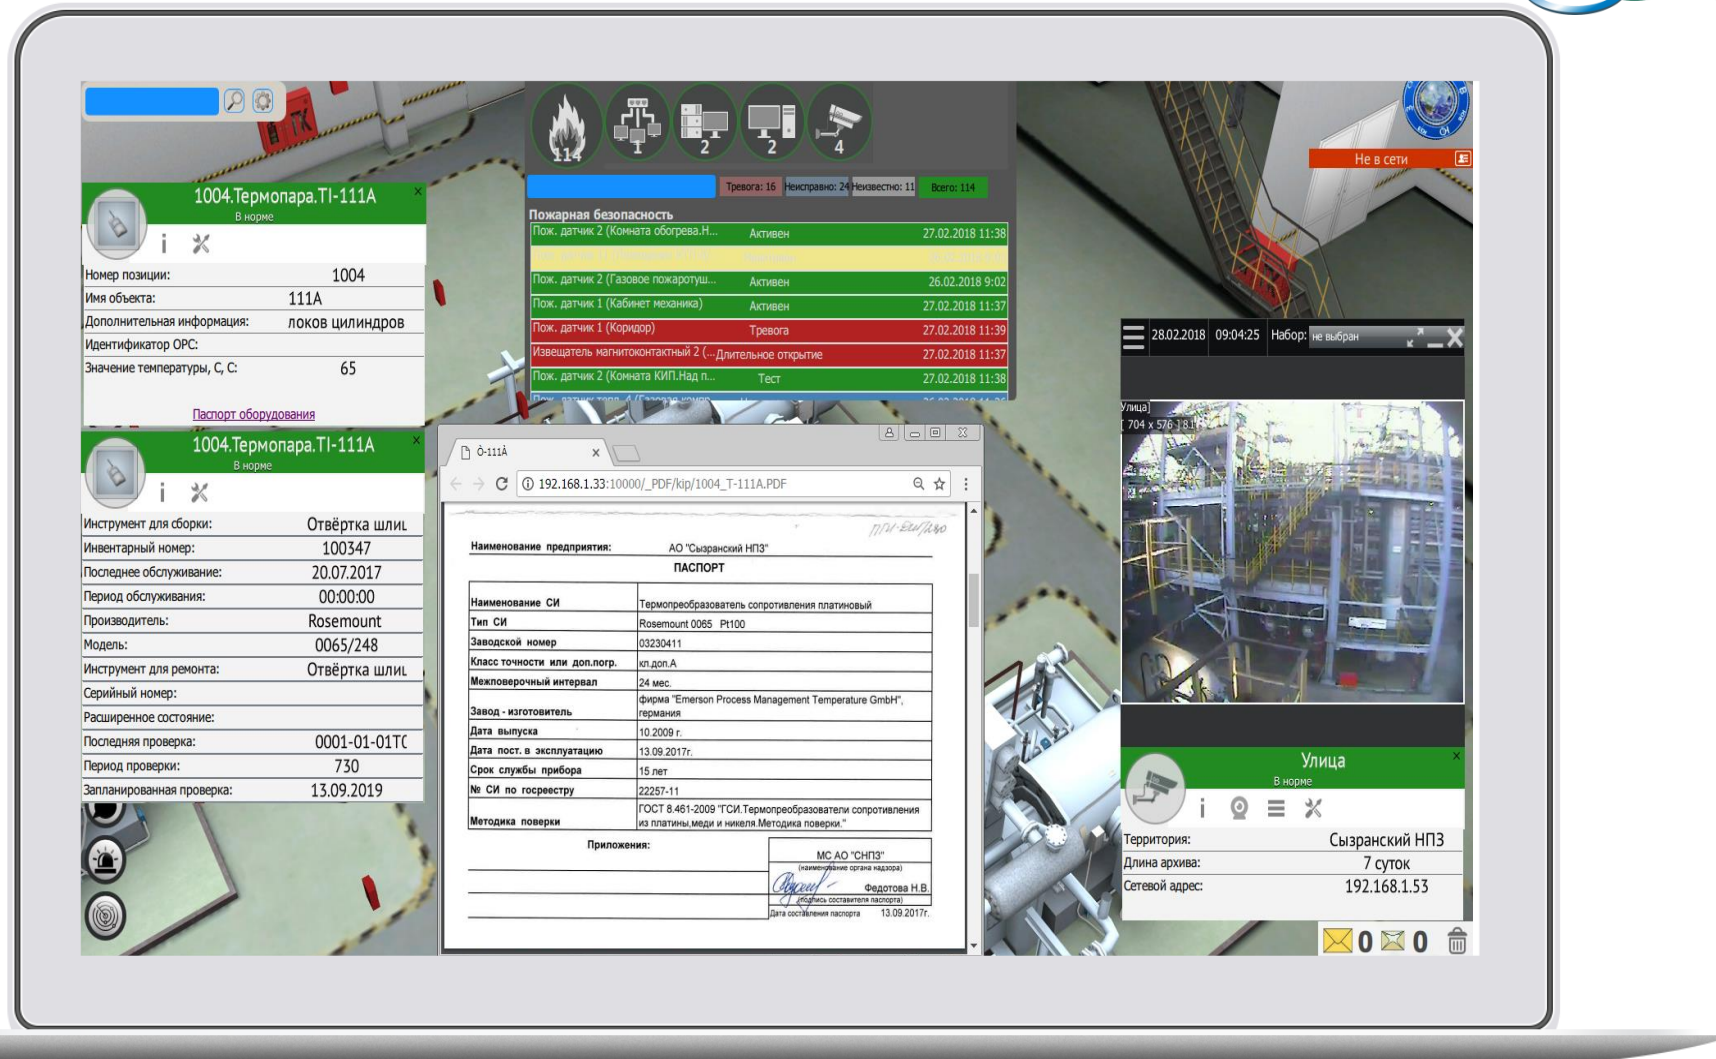 ПК
1004.Термопара.TI-111A
В норме
Номер позиции: 1004
Имя объекта: 111А
Дополнительная информация: локов цилиндров
Идентификатор OPC:
Значение температуры, С, С: 65
Паспорт оборудования
1004.Термопара.TI-111A
В норме
Инструмент для сборки: Отвёртка шлиц
Инвентарный номер: 100347
Последнее обслуживание: 20.07.2017
Период обслуживания: 00:00:00
Производитель: Rosemount
Модель: 0065/248
Инструмент для ремонта: Отвёртка шлиц
Серийный номер:
Расширенное состояние:
Последняя проверка: 0001-01-01T(
Период проверки: 730
Запланированная проверка: 13.09.2019
114 1 2 2 4
Тревога: 16 Неисправно: 24 Неизвестно: 11 Всего: 114
Пожарная безопасность
Пож. датчик 2 (Комната обогрева.Н... Активен 27.02.2018 11:38
Пож. датчик 2 (Газовое пожаротуш... Активен 26.02.2018 9:02
Пож. датчик 1 (Кабинет механика) Активен 27.02.2018 11:37
Пож. датчик 1 (Коридор) Тревога 27.02.2018 11:39
Извещатель магнитоконтактный 2 (... Длительное открытие 27.02.2018 11:37
Пож. датчик 2 (Комната КИП.Над п... Тест 27.02.2018 11:38
Ò-111À
192.168.1.33:10000/_PDF/kip/1004_T-111A.PDF
Наименование предприятия: АО "Сызранский НПЗ"
ПАСПОРТ
Наименование СИ Термопреобразователь сопротивления платиновый
Тип СИ Rosemount 0065 Pt100
Заводской номер 03230411
Класс точности или доп.погр. кл.доп.А
Межповерочный интервал 24 мес.
Завод - изготовитель фирма "Emerson Process Management Temperature GmbH",
германия
Дата выпуска 10.2009 г.
Дата пост. в эксплуатацию 13.09.2017г.
Срок службы прибора 15 лет
№ СИ по госреестру 22257-11
Методика поверки ГОСТ 8.461-2009 "ГСИ.Термопреобразователи сопротивления
из платины,меди и никеля.Методика поверки."
Приложения:
МС АО "СНПЗ"
(наименование органа надзора)
Федотова Н.В.
(подпись составителя паспорта)
Дата составления паспорта 13.09.2017г.
Не в сети
28.02.2018 09:04:25 Набор: не выбран
[Улица]
[ 704 x 576 ]
Улица
В норме
Территория: Сызранский НПЗ
Длина архива: 7 суток
Сетевой адрес: 192.168.1.53
0 0